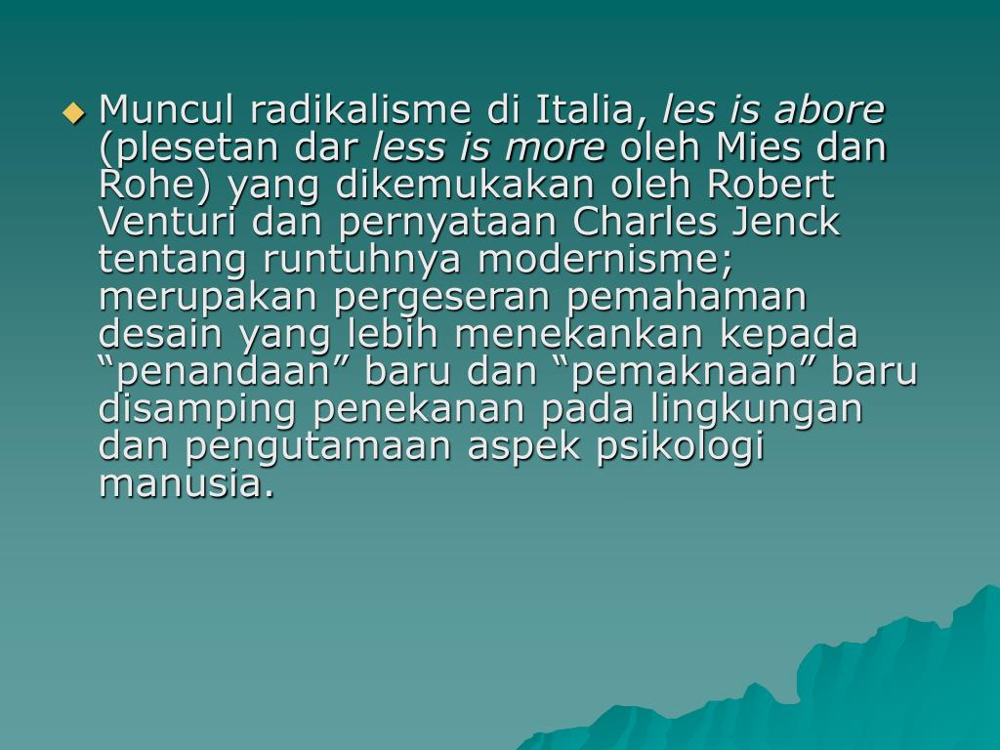 Muncul radikalisme di Italia, les is abore
(plesetan dar less is more oleh Mies dan
Rohe) yang dikemukakan oleh Robert
Venturi dan pernyataan Charles Jenck
tentang runtuhnya modernisme;
merupakan pergeseran pemahaman
desain yang lebih menekankan kepada
“penandaan” baru dan “pemaknaan” baru
disamping penekanan pada lingkungan
dan pengutamaan aspek psikologi
manusia.